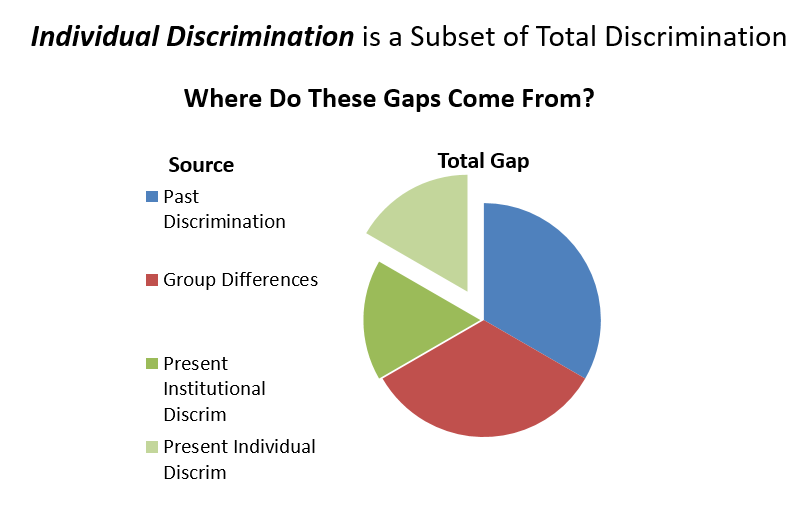 Individual Discrimination is a Subset of Total Discrimination
Where Do These Gaps Come From?
Source
Total Gap
Past
Discrimination
Group Differences
Present
Institutional
Discrim
Present Individual
Discrim